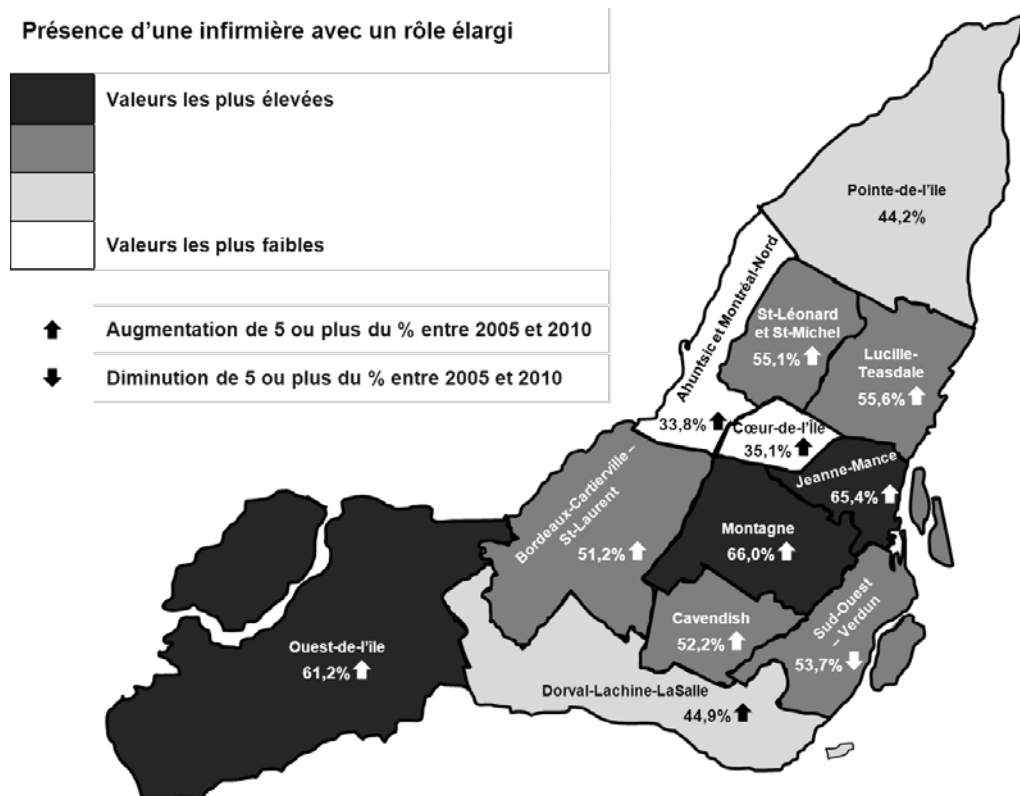 Présence d’une infirmière avec un rôle élargi
Valeurs les plus élevées
Valeurs les plus faibles
Augmentation de 5 ou plus du % entre 2005 et 2010
Diminution de 5 ou plus du % entre 2005 et 2010
Pointe-de-l’île
44,2%
Ahuntsic et Montréal-Nord
33,8%
St-Léonard
et St-Michel
55,1%
Lucille-
Teasdale
55,6%
Cœur-de-l’Île
35,1%
Jeanne-Mance
65,4%
Bordeaux-Cartierville –
St-Laurent
51,2%
Montagne
66,0%
Cavendish
52,2%
Sud-Ouest
– Verdun
53,7%
Ouest-de-l’île
61,2%
Dorval-Lachine-LaSalle
44,9%